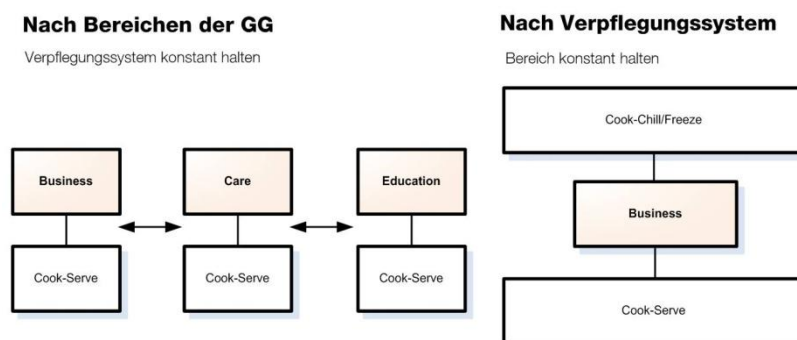 Nach Bereichen der GG
Verpflegungssystem konstant halten
Business
Care
Education
Cook-Serve
Cook-Serve
Cook-Serve
Nach Verpflegungssystem
Bereich konstant halten
Cook-Chill/Freeze
Business
Cook-Serve